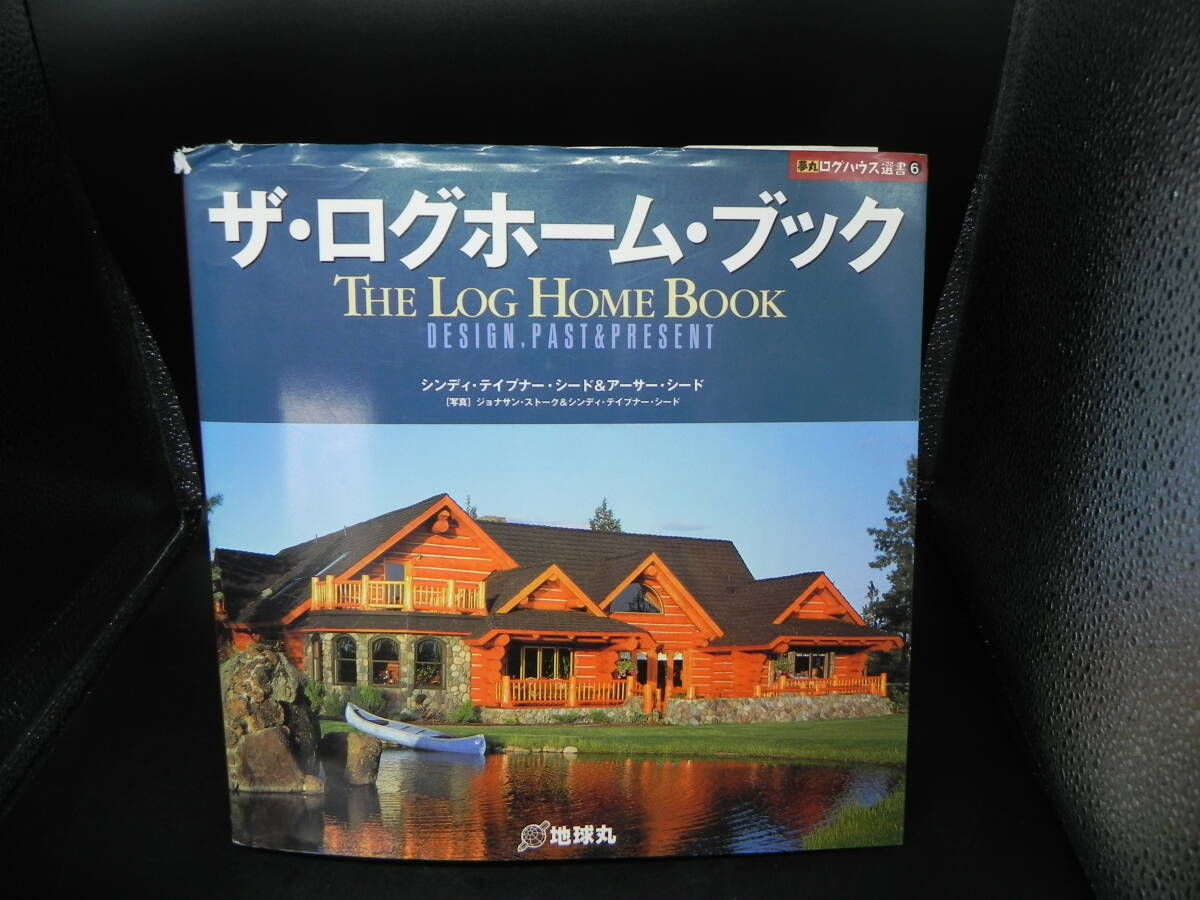 夢丸ログハウス選書6
ザ・ログホーム・ブック
THE LOG HOME BOOK
DESIGN, PAST&PRESENT
シンディ・テイプナー・シード&アーサー・シード
[写真] ジョナサン・ストーク&シンディ・テイプナー・シード
地球丸